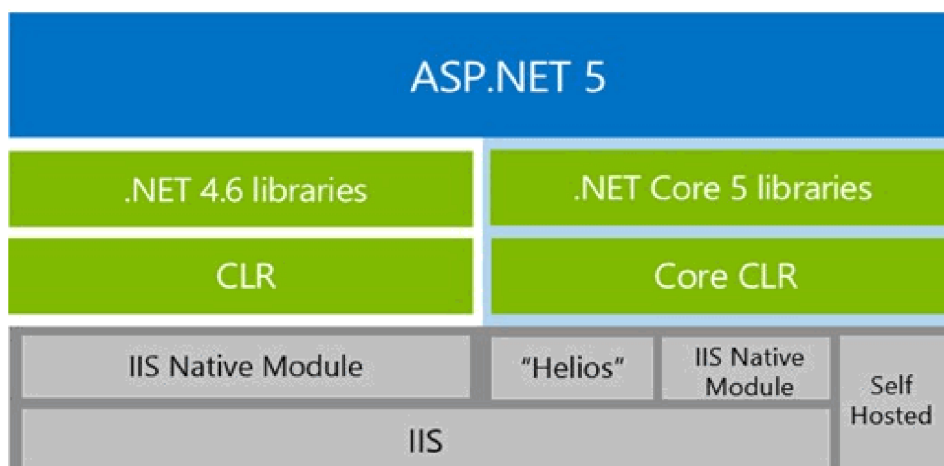 ASP.NET 5
.NET 4.6 libraries
.NET Core 5 libraries
CLR
Core CLR
IIS Native Module
"Helios"
IIS Native
Module
Self
Hosted
IIS